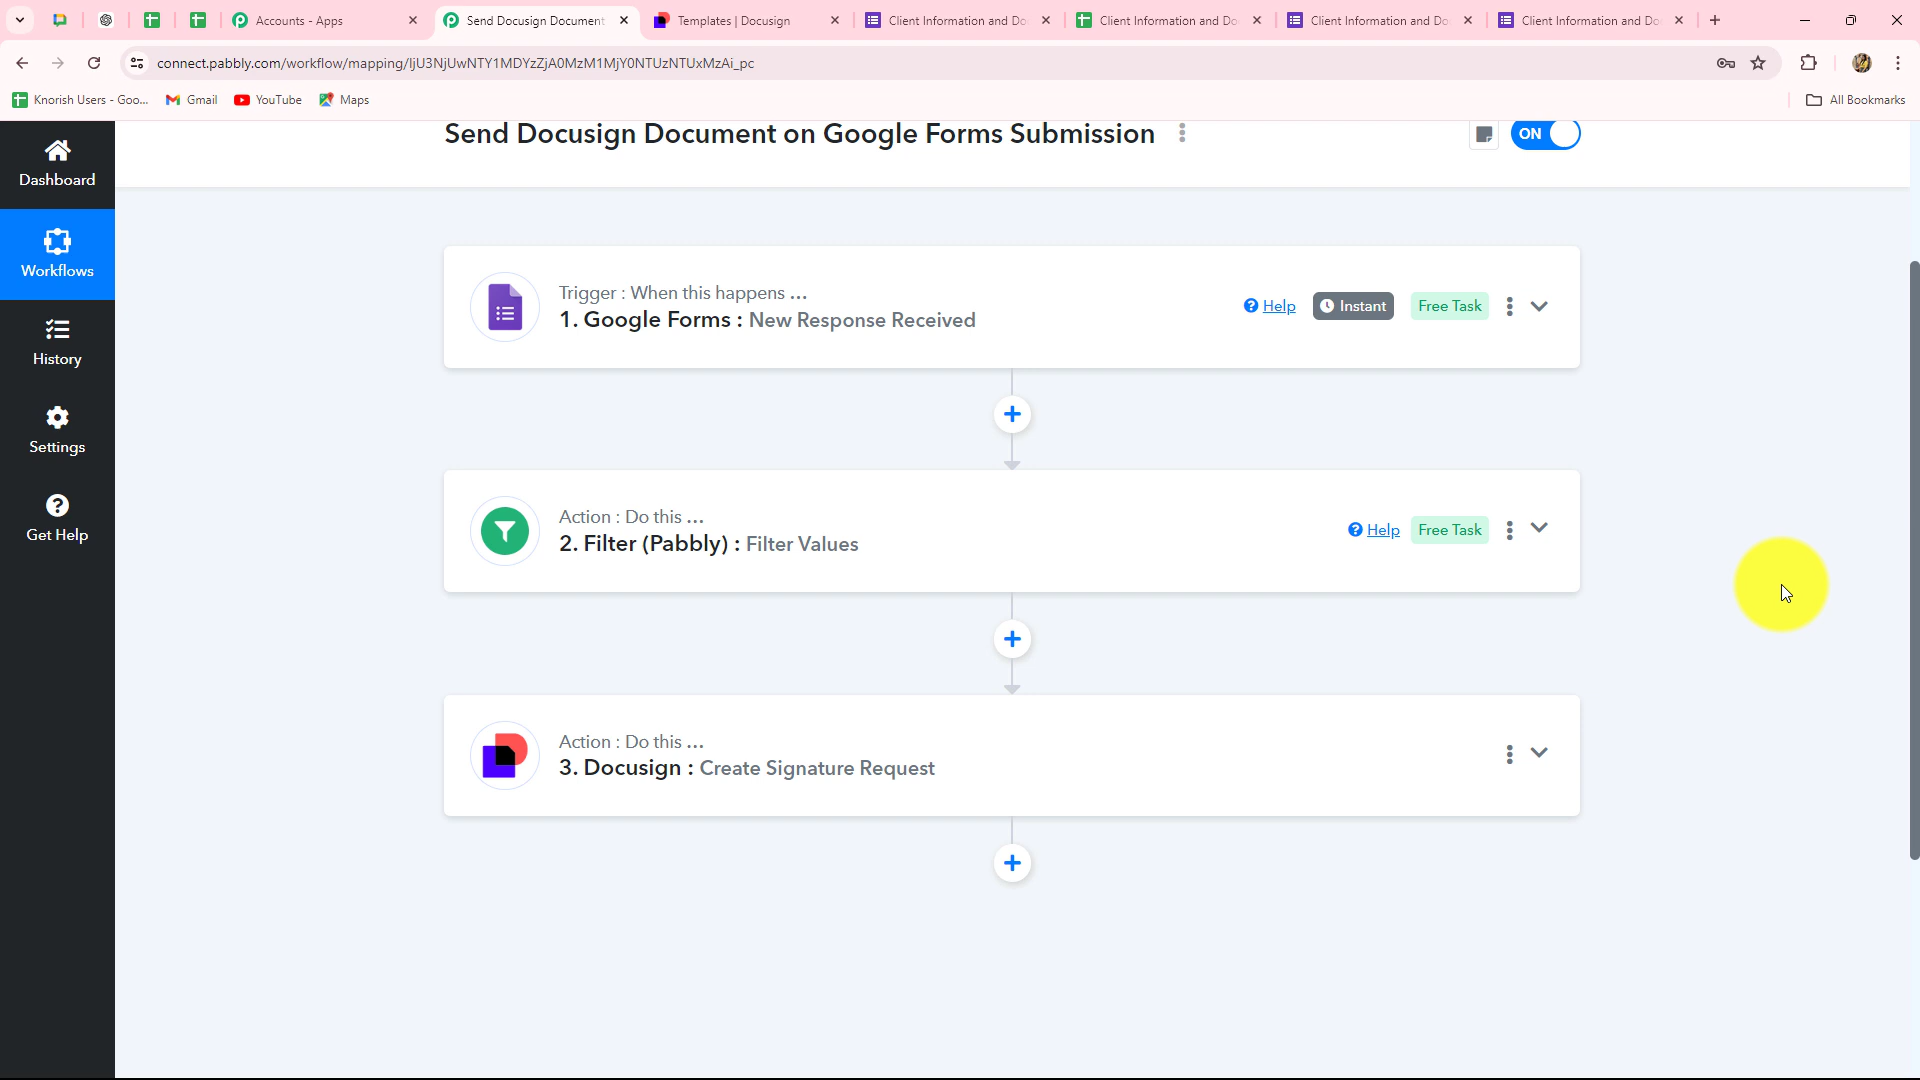 Accounts - Apps
Send Docusign Document
Templates | Docusign
Client Information and Do
Client Information and Do
Client Information and Do
Client Information and Do
connect.pabbly.com/workflow/mapping/IjU3NjUwNTY1MDYzZjA0MzM1MjY0NTUzNTUxMzAi_pc
Knorish Users - Goo...
Gmail
YouTube
Maps
All Bookmarks
Send Docusign Document on Google Forms Submission
ON
Dashboard
Workflows
History
Settings
Get Help
Trigger : When this happens ...
1. Google Forms : New Response Received
Help
Instant
Free Task
Action : Do this ...
2. Filter (Pabbly) : Filter Values
Help
Free Task
Action : Do this ...
3. Docusign : Create Signature Request